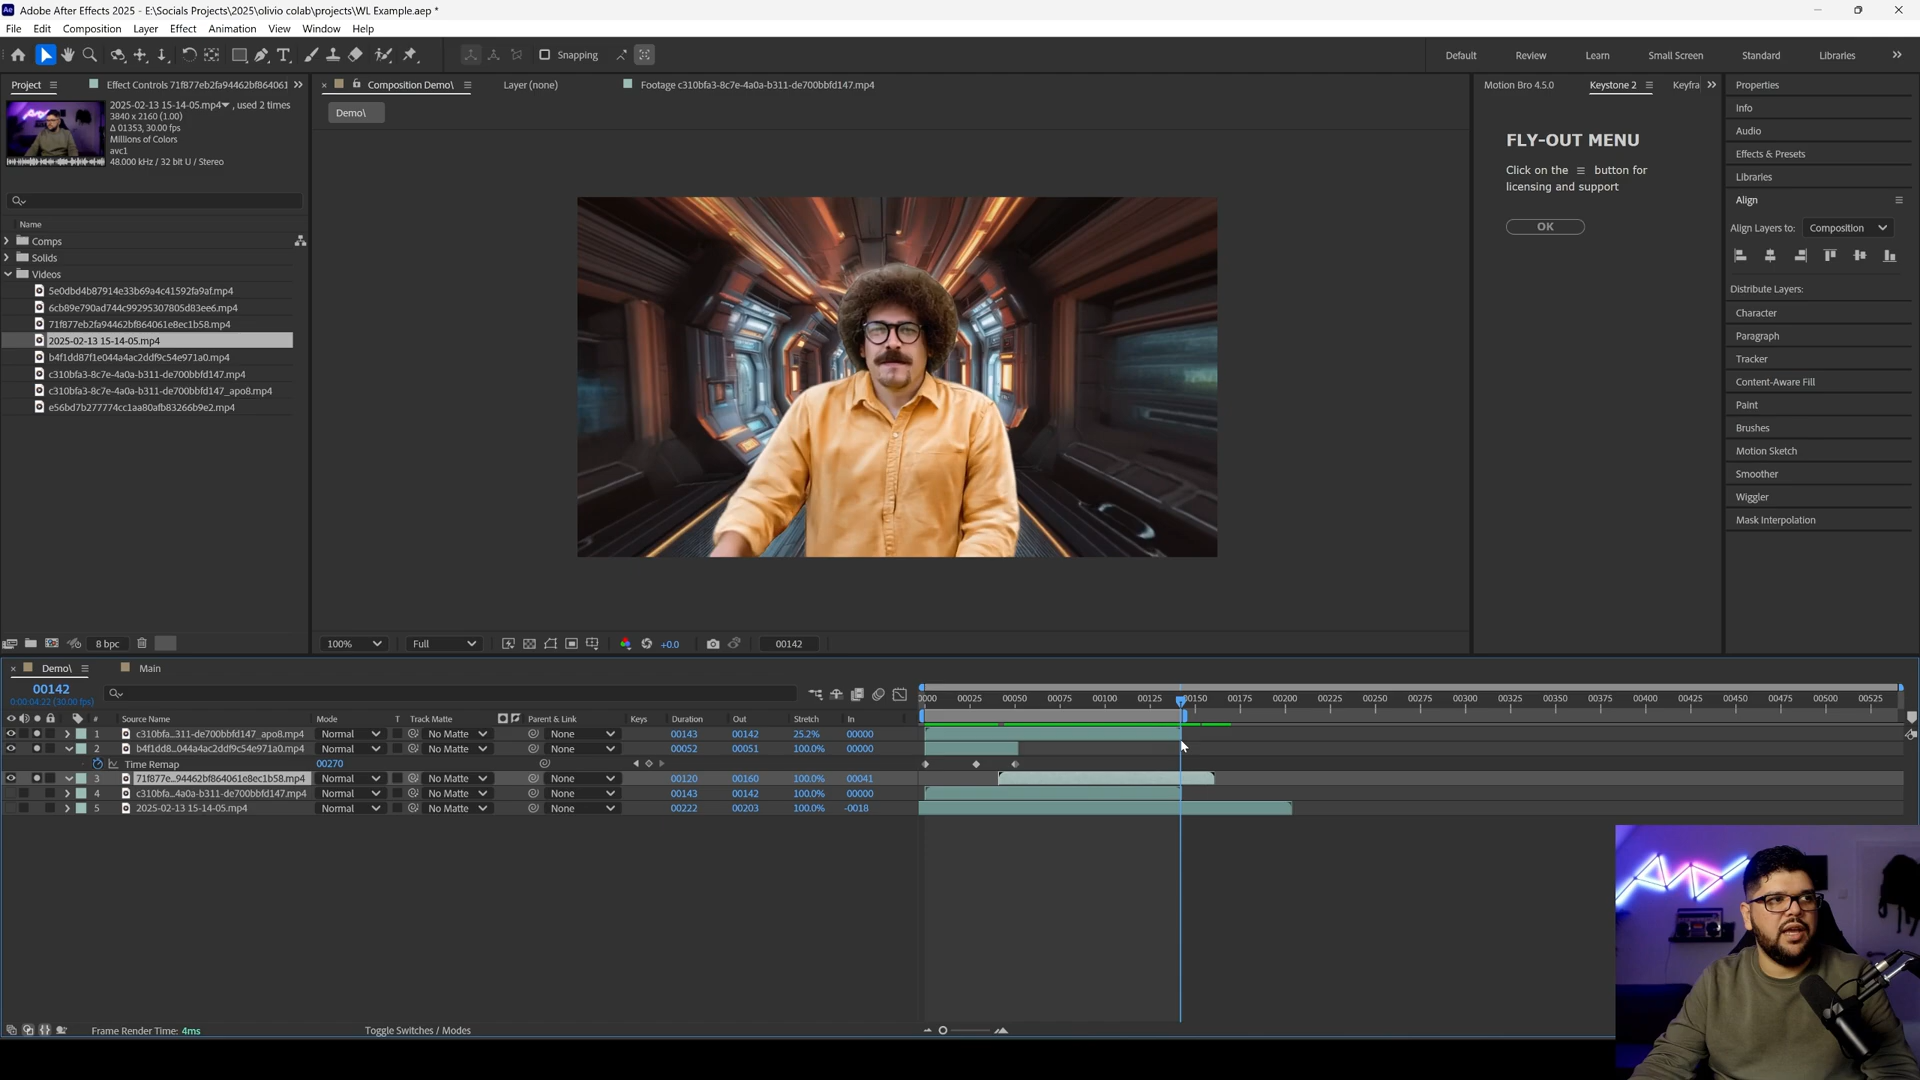 Adobe After Effects 2025 - E:\Socials Projects\2025\olivio colab\projects\WL Example.aep *
File Edit Composition Layer Effect Animation View Window Help
Snapping
Default Review Learn Small Screen Standard Libraries
Project
Effect Controls 71f877eb2fa94462bf864061
Composition Demo\
Layer (none)
Footage c310bfa3-8c7e-4a0a-b311-de700bbfd147.mp4
Motion Bro 4.5.0 Keystone 2 Keyfra
Properties
2025-02-13 15-14-05.mp4 , used 2 times
3840 x 2160 (1.00)
Δ 01353, 30.00 fps
Millions of Colors
avc1
48.000 kHz / 32 bit U / Stereo
Demo\
FLY-OUT MENU
Click on the ≡ button for
licensing and support
OK
Info
Audio
Effects & Presets
Libraries
Align
Align Layers to: Composition
Distribute Layers:
Character
Paragraph
Tracker
Content-Aware Fill
Paint
Brushes
Motion Sketch
Smoother
Wiggler
Mask Interpolation
Name
Comps
Solids
Videos
5e0dbd4b87914e33b69a4c41592fa9af.mp4
6cb89e790ad744c99295307805d83ee6.mp4
71f877eb2fa94462bf864061e8ec1b58.mp4
2025-02-13 15-14-05.mp4
b4f1dd87f1e044a4ac2ddf9c54e971a0.mp4
c310bfa3-8c7e-4a0a-b311-de700bbfd147.mp4
c310bfa3-8c7e-4a0a-b311-de700bbfd147_apo8.mp4
e56bd7b277774cc1aa80afb83266b9e2.mp4
8 bpc
100% Full +0.0 00142
Demo\ Main
00142
0:00:04:22 (30.00 fps)
0000 00025 00050 00075 00100 00125 00150 00175 00200 00225 00250 00275 00300 00325 00350 00375 00400 00425 00450 00475 00500 00525
# Source Name Mode T Track Matte Parent & Link Keys Duration Out Stretch In
1 c310bfa...311-de700bbfd147_apo8.mp4 Normal No Matte None 00143 00142 25.2% 00000
2 b4f1dd8...044a4ac2ddf9c54e971a0.mp4 Normal No Matte None 00052 00051 100.0% 00000
Time Remap 00270
3 71f877e...94462bf864061e8ec1b58.mp4 Normal No Matte None 00120 00160 100.0% 00041
4 c310bfa...4a0a-b311-de700bbfd147.mp4 Normal No Matte None 00143 00142 100.0% 00000
5 2025-02-13 15-14-05.mp4 Normal No Matte None 00222 00203 100.0% -0018
Frame Render Time: 4ms
Toggle Switches / Modes